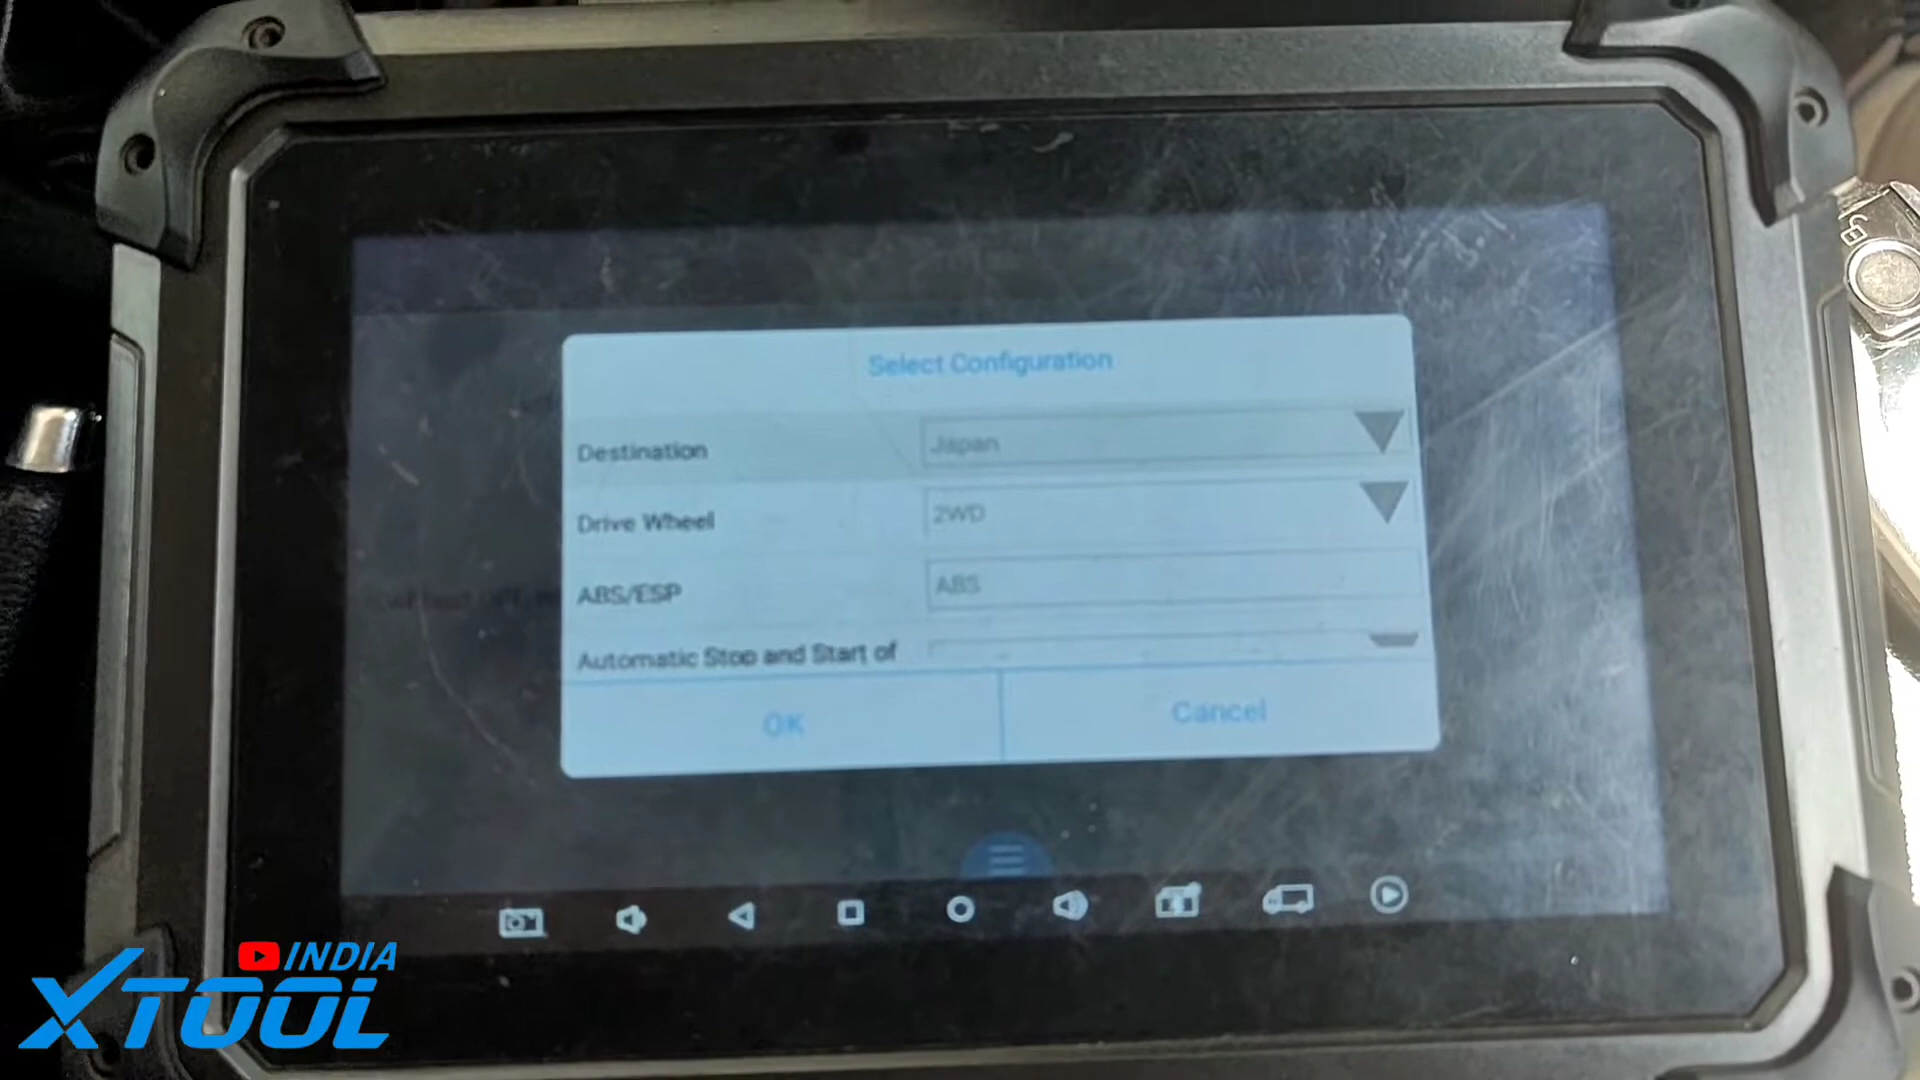 Select Configuration
Destination
Japan
Drive Wheel
2WD
ABS/ESP
ABS
Automatic Stop and Start of
OK
Cancel
INDIA
XTOOL